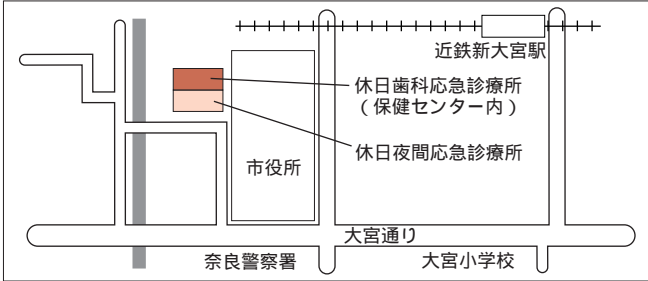 近鉄新大宮駅
休日歯科応急診療所
(保健センター内)
休日夜間応急診療所
市役所
大宮通り
奈良警察署
大宮小学校